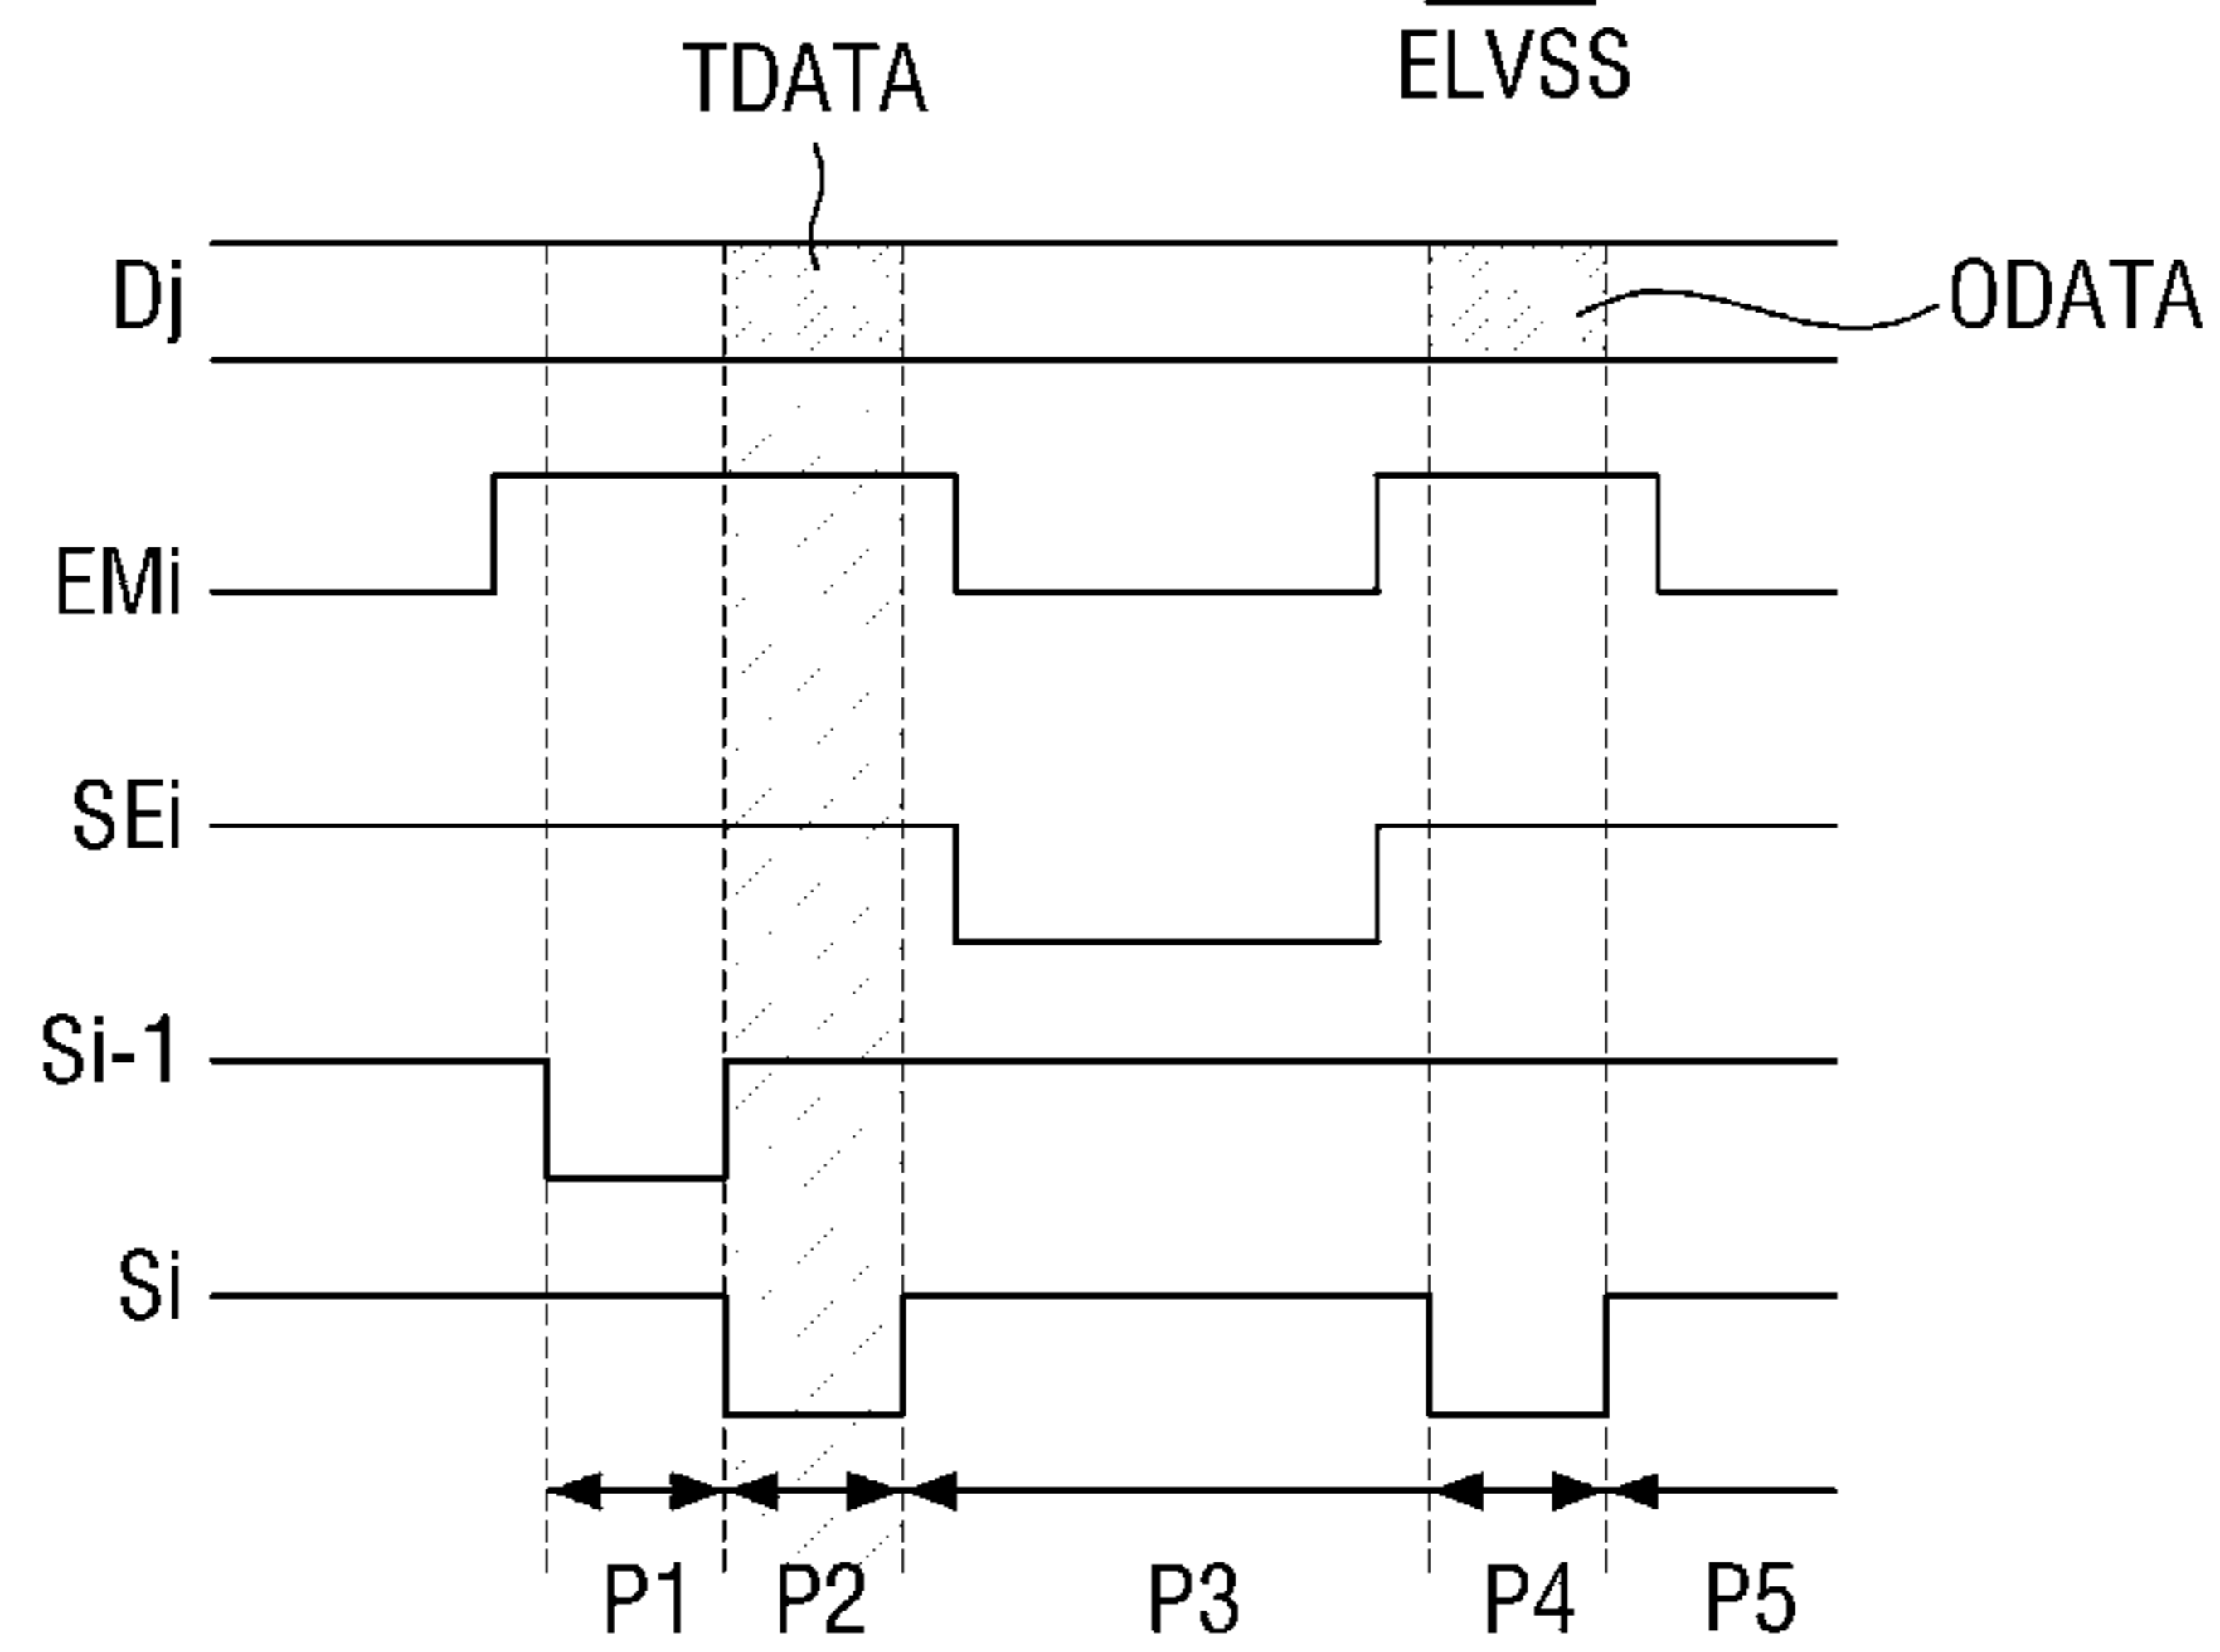 ELVSS
TDATA
Dj
ODATA
EMi
SEi
Si-1
Si
P1 P2 P3 P4 P5